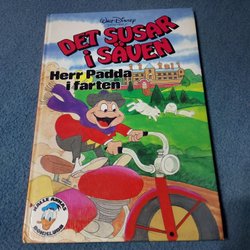 WALT DISNEY
DET SUSAR
I SÄVEN
Herr Padda
i farten
KALLE ANKAS
BOKKLUBB